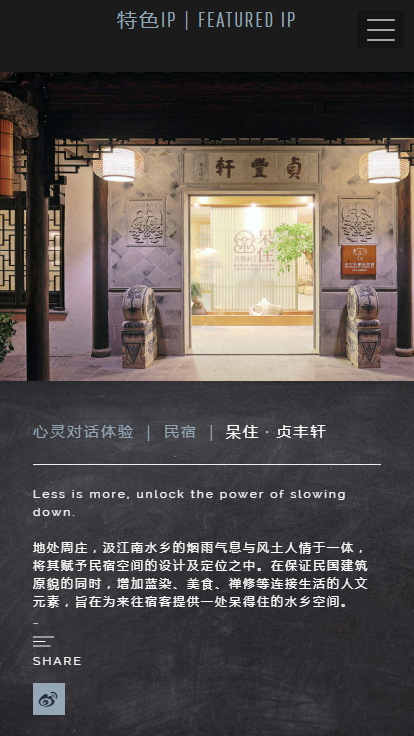 特色IP | FEATURED IP
軒豐貞
呆住
心灵对话体验 | 民宿 | 呆住 · 贞丰轩
Less is more, unlock the power of slowing
down.
地处周庄，汲江南水乡的烟雨气息与风土人情于一体，
将其赋予民宿空间的设计及定位之中。在保证民国建筑
原貌的同时，增加蓝染、美食、禅修等连接生活的人文
元素，旨在为来往宿客提供一处呆得住的水乡空间。
_
SHARE